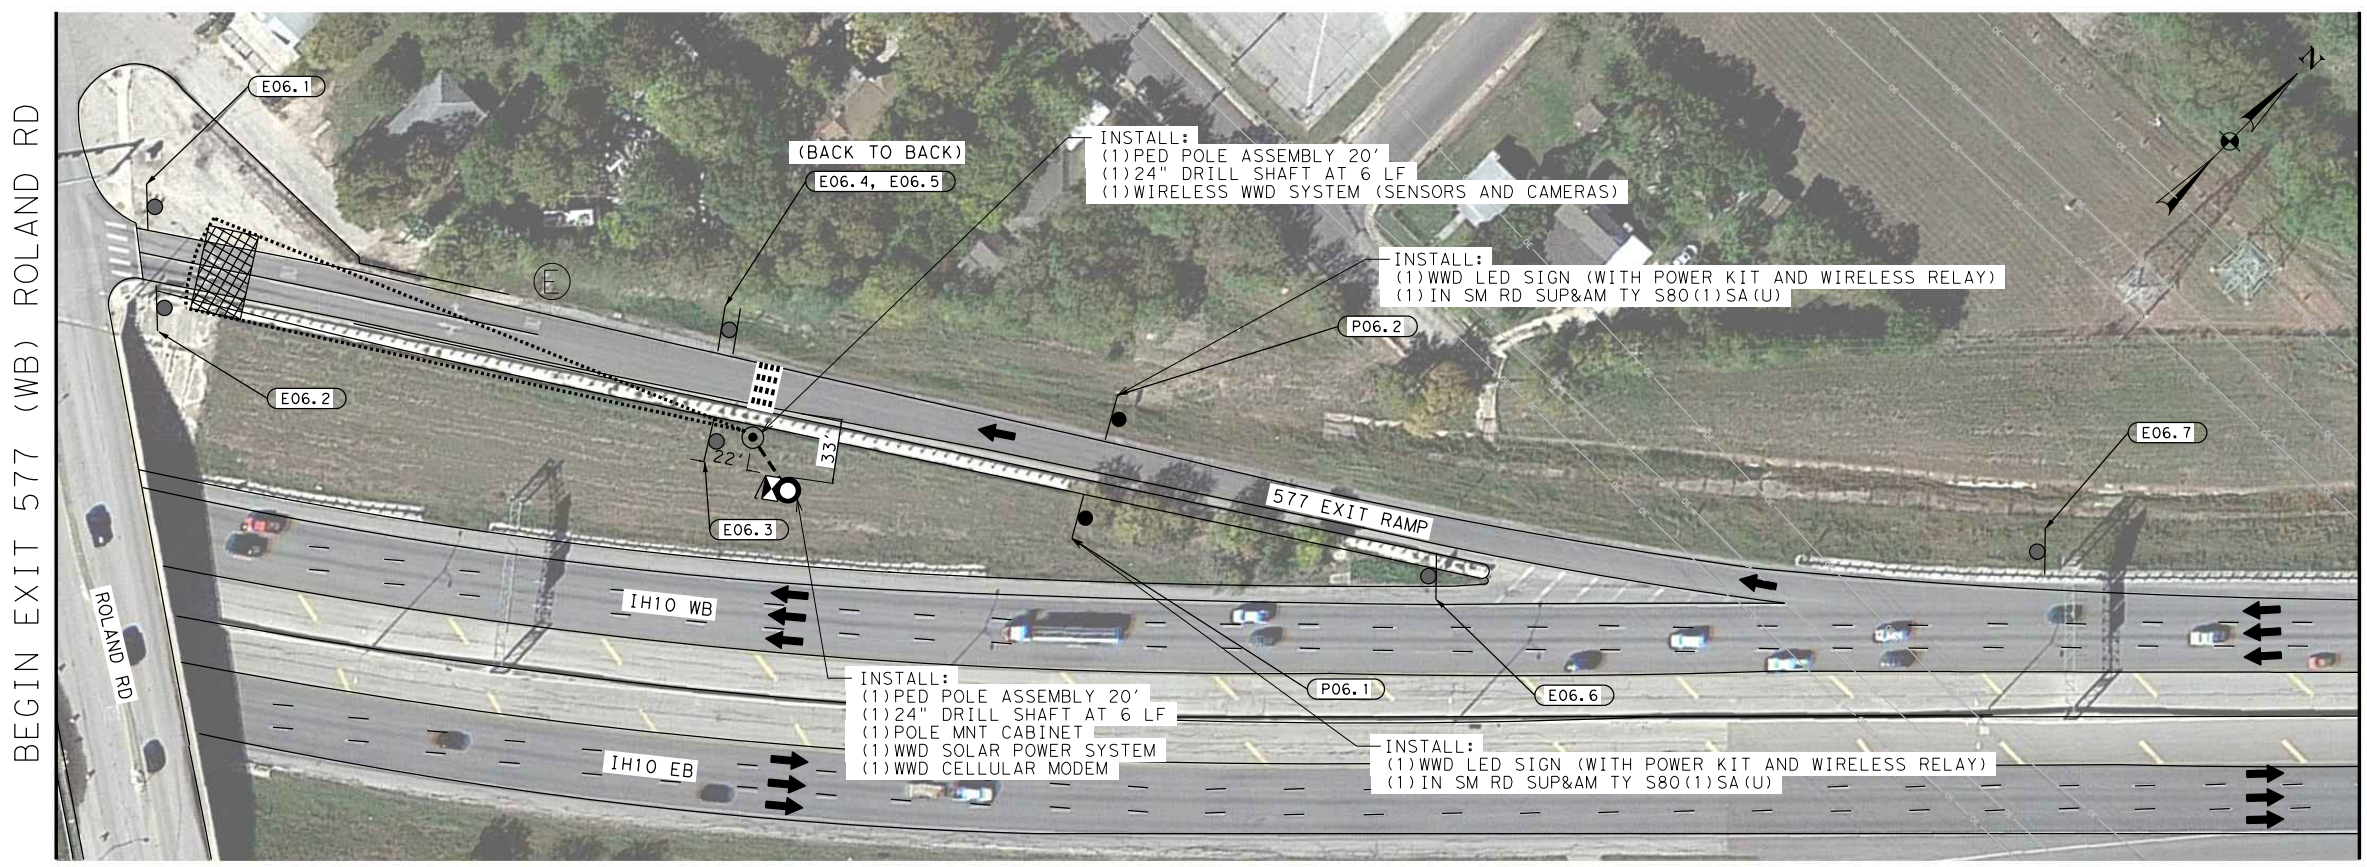 BEGIN EXIT 577 (WB) ROLAND RD
E06.1
(BACK TO BACK)
E06.4, E06.5
INSTALL:
(1)PED POLE ASSEMBLY 20'
(1)24" DRILL SHAFT AT 6 LF
(1)WIRELESS WWD SYSTEM (SENSORS AND CAMERAS)
N
INSTALL:
(1)WWD LED SIGN (WITH POWER KIT AND WIRELESS RELAY)
(1)IN SM RD SUP&AM TY S80(1)SA(U)
E
P06.2
E06.2
E06.7
33'
22'
E06.3
577 EXIT RAMP
IH10 WB
ROLAND RD
INSTALL:
(1)PED POLE ASSEMBLY 20'
(1)24" DRILL SHAFT AT 6 LF
(1)POLE MNT CABINET
(1)WWD SOLAR POWER SYSTEM
(1)WWD CELLULAR MODEM
P06.1
E06.6
INSTALL:
(1)WWD LED SIGN (WITH POWER KIT AND WIRELESS RELAY)
(1)IN SM RD SUP&AM TY S80(1)SA(U)
IH10 EB